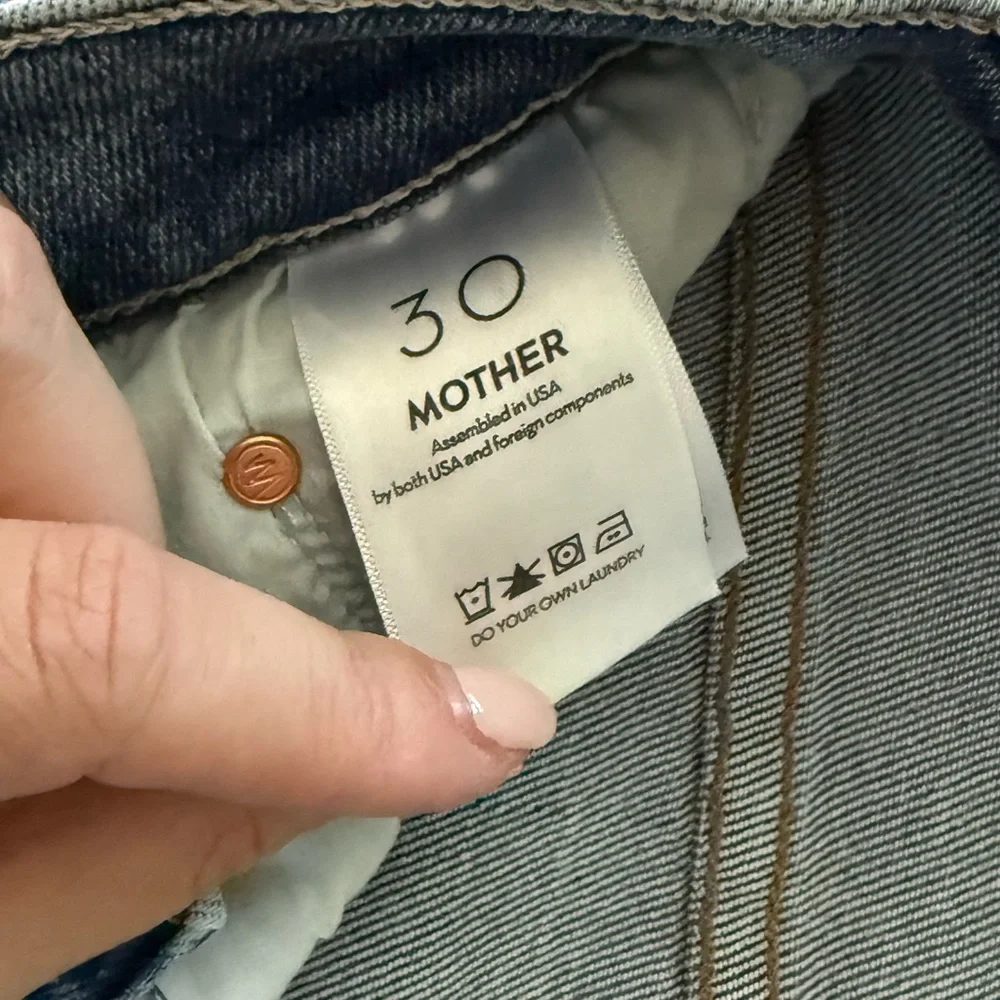 30
MOTHER
Assembled in USA
by both USA and foreign components
DO YOUR OWN LAUNDRY